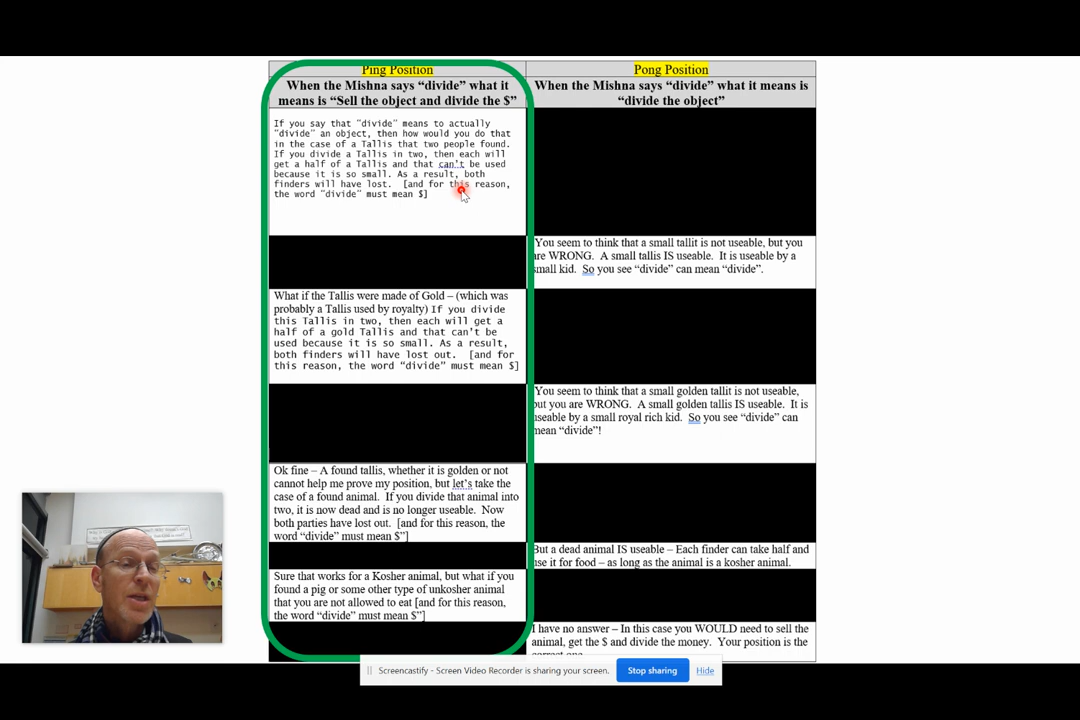 Ping Position
When the Mishna says “divide” what it
means is “Sell the object and divide the $”
If you say that “divide” means to actually
“divide” an object, then how would you do that
in the case of a Tallis that two people found.
If you divide a Tallis in two, then each will
get a half of a Tallis and that can’t be used
because it is so small. As a result, both
finders will have lost. [and for this reason,
the word “divide” must mean $]
What if the Tallis were made of Gold – (which was
probably a Tallis used by royalty) If you divide
this Tallis in two, then each will get a
half of a gold Tallis and that can’t be
used because it is so small. As a result,
both finders will have lost out. [and for
this reason, the word “divide” must mean $]
Ok fine – A found tallis, whether it is golden or not
cannot help me prove my position, but let’s take the
case of a found animal. If you divide that animal into
two, it is now dead and is no longer useable. Now
both parties have lost out. [and for this reason, the
word “divide” must mean $”]
Sure that works for a Kosher animal, but what if you
found a pig or some other type of unkosher animal
that you are not allowed to eat [and for this reason,
the word “divide” must mean $”]
Pong Position
When the Mishna says “divide” what it means is
“divide the object”
You seem to think that a small tallit is not useable, but you
are WRONG. A small tallis IS useable. It is useable by a
small kid. So you see “divide” can mean “divide”.
You seem to think that a small golden tallit is not useable,
but you are WRONG. A small golden tallis IS useable. It is
useable by a small royal rich kid. So you see “divide” can
mean “divide”!
But a dead animal IS useable – Each finder can take half and
use it for food – as long as the animal is a kosher animal.
I have no answer – In this case you WOULD need to sell the
animal, get the $ and divide the money. Your position is the
Screencastify - Screen Video Recorder is sharing your screen.
Stop sharing
Hide